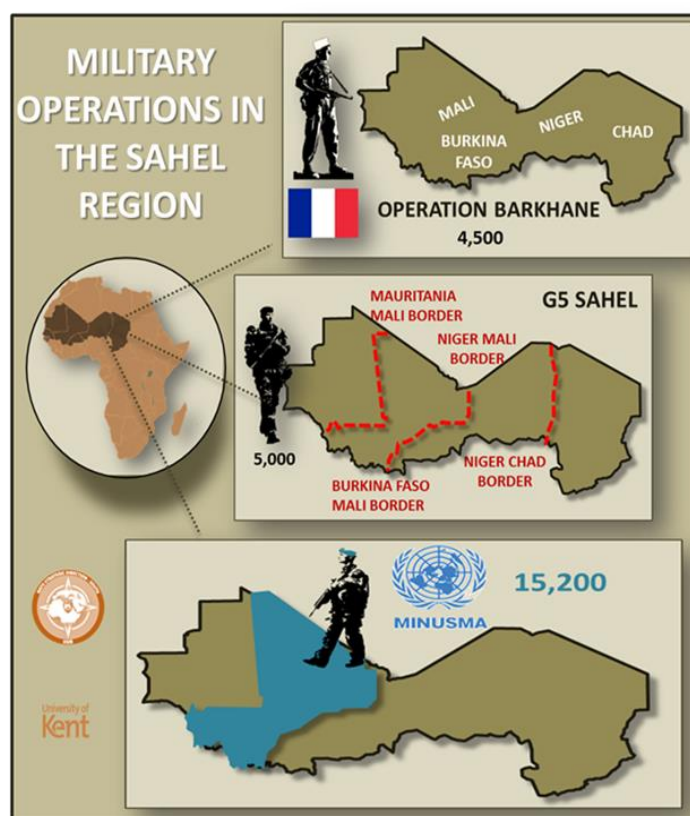 MILITARY
OPERATIONS IN
THE SAHEL
REGION
MALI
BURKINA
FASO
NIGER
CHAD
OPERATION BARKHANE
4,500
MAURITANIA
MALI BORDER
G5 SAHEL
NIGER MALI
BORDER
5,000
BURKINA FASO
MALI BORDER
NIGER CHAD
BORDER
15,200
MINUSMA
University of
Kent